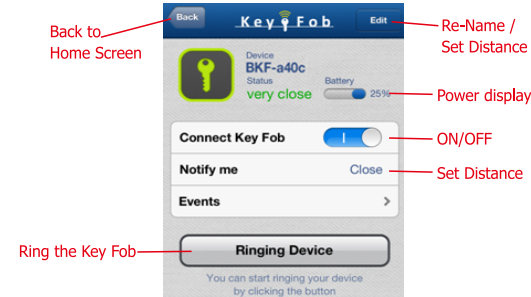 Back to
Home Screen
Back
Key Fob
Edit
Re-Name /
Set Distance
Device
BKF-a40c
Status
very close
Battery
25%
Power display
Connect Key Fob
ON/OFF
Notify me
Close
Set Distance
Events
Ring the Key Fob
Ringing Device
You can start ringing your device
by clicking the button